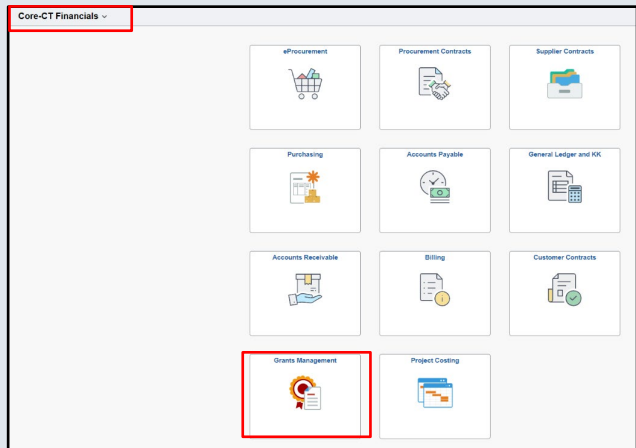 Core-CT Financials
eProcurement
Procurement Contracts
Supplier Contracts
Purchasing
Accounts Payable
General Ledger and KK
Accounts Receivable
Billing
Customer Contracts
Grants Management
Project Costing